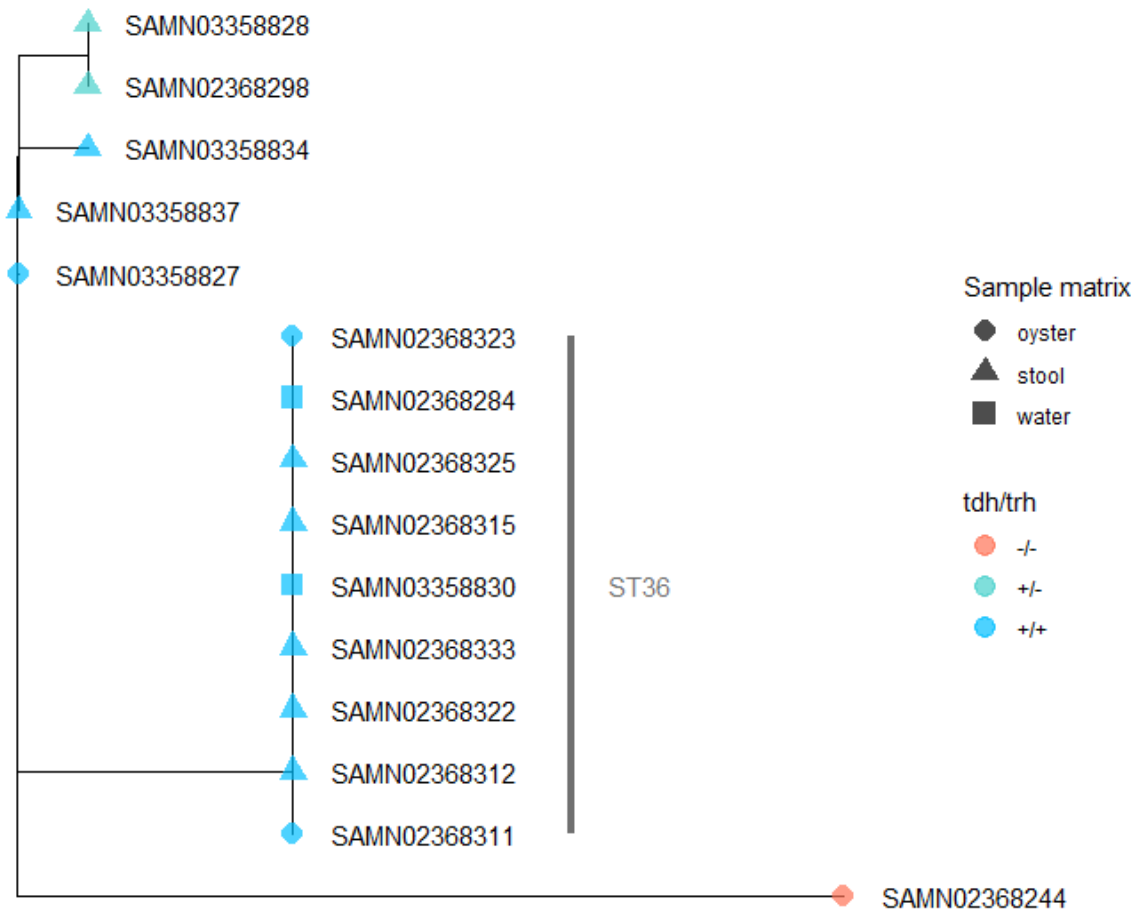 SAMN03358828
SAMN02368298
SAMN03358834
SAMN03358837
SAMN03358827
SAMN02368323
SAMN02368284
SAMN02368325
SAMN02368315
SAMN03358830
SAMN02368333
SAMN02368322
SAMN02368312
SAMN02368311
SAMN02368244
ST36
Sample matrix
oyster
stool
water
tdh/trh
-/-
+/-
+/+